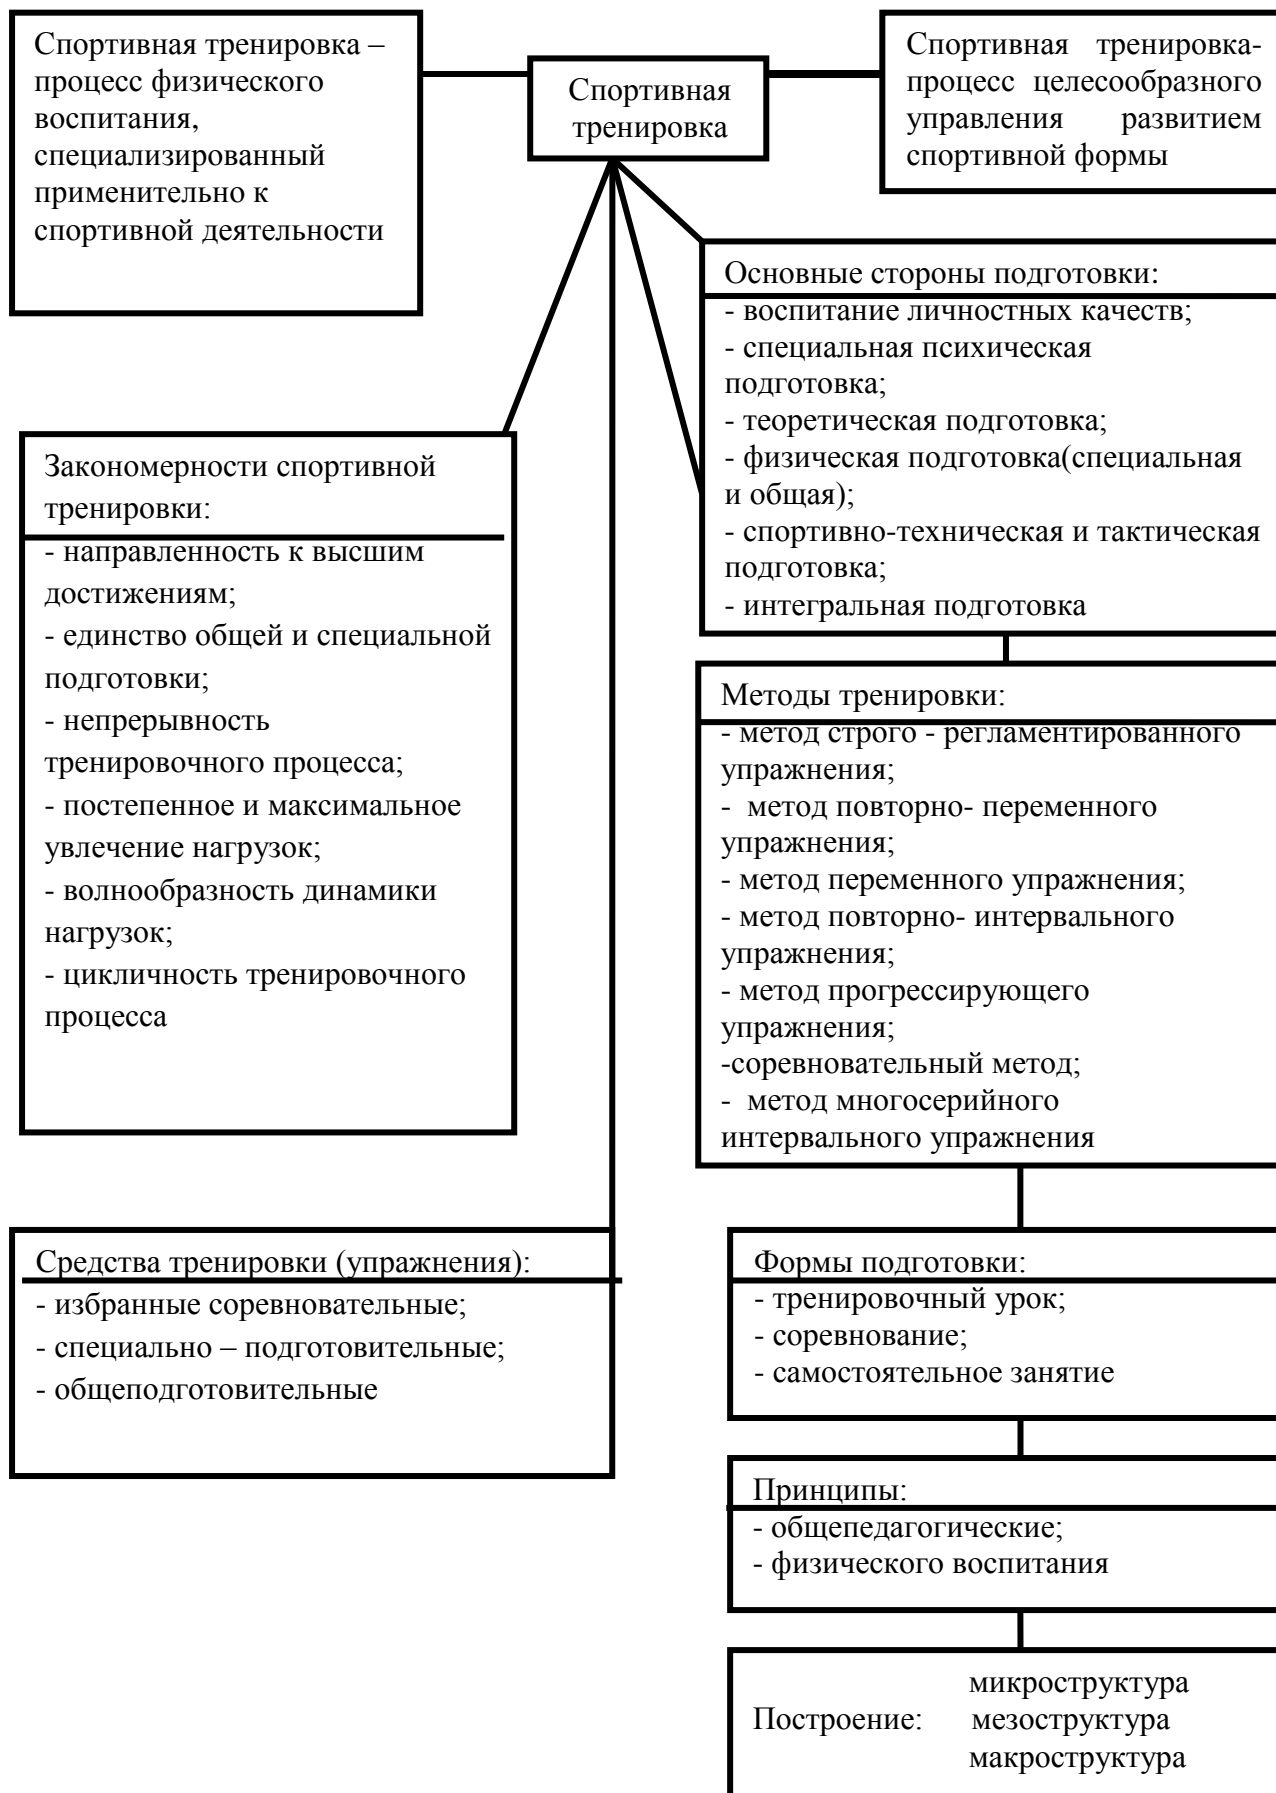 Спортивная тренировка –
процесс физического
воспитания,
специализированный
применительно к
спортивной деятельности
Спортивная
тренировка
Спортивная тренировка-
процесс целесообразного
управления развитием
спортивной формы
Основные стороны подготовки:
- воспитание личностных качеств;
- специальная психическая
подготовка;
- теоретическая подготовка;
- физическая подготовка(специальная
и общая);
- спортивно-техническая и тактическая
подготовка;
- интегральная подготовка
Закономерности спортивной
тренировки:
- направленность к высшим
достижениям;
- единство общей и специальной
подготовки;
- непрерывность
тренировочного процесса;
- постепенное и максимальное
увлечение нагрузок;
- волнообразность динамики
нагрузок;
- цикличность тренировочного
процесса
Методы тренировки:
- метод строго - регламентированного
упражнения;
- метод повторно- переменного
упражнения;
- метод переменного упражнения;
- метод повторно- интервального
упражнения;
- метод прогрессирующего
упражнения;
-соревновательный метод;
- метод многосерийного
интервального упражнения
Средства тренировки (упражнения):
- избранные соревновательные;
- специально – подготовительные;
- общеподготовительные
Формы подготовки:
- тренировочный урок;
- соревнование;
- самостоятельное занятие
Принципы:
- общепедагогические;
- физического воспитания
микроструктура
Построение: мезоструктура
макроструктура